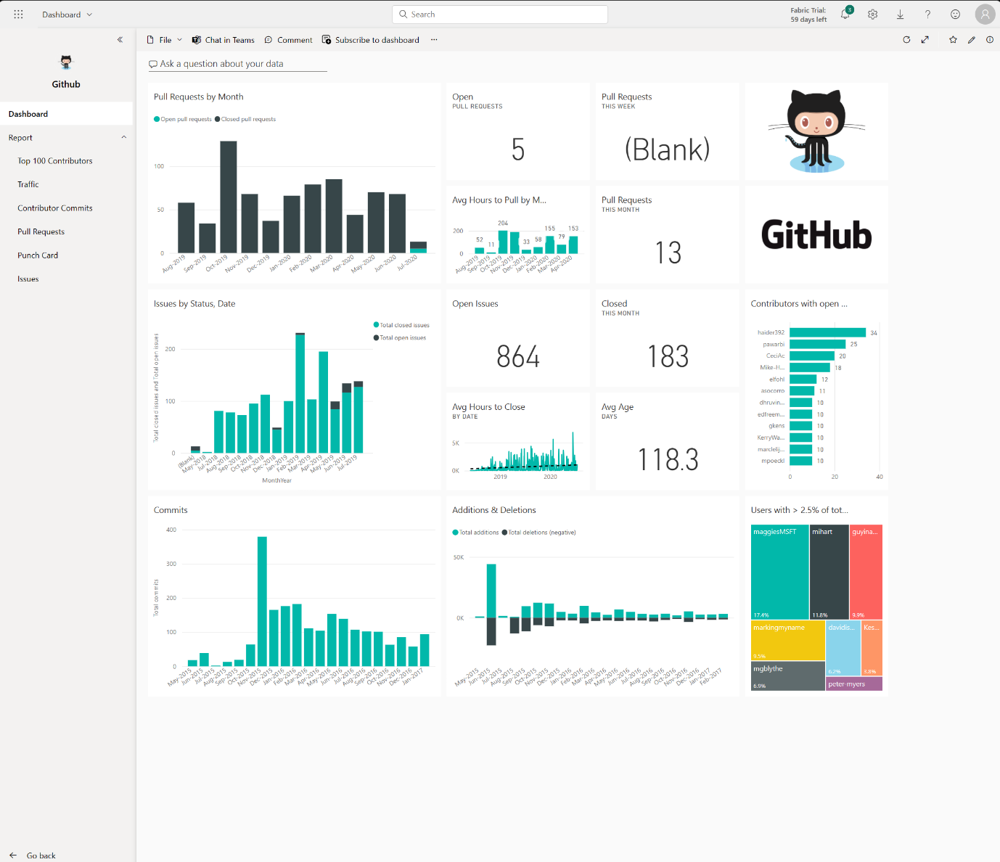 Dashboard
Search
Fabric Trial:
59 days left
3
File
Chat in Teams
Comment
Subscribe to dashboard
Github
Dashboard
Report
Top 100 Contributors
Traffic
Contributor Commits
Pull Requests
Punch Card
Issues
Go back
Ask a question about your data
Pull Requests by Month
Open pull requests Closed pull requests
100
50
0
Aug-2019 Sep-2019 Oct-2019 Nov-2019 Dec-2019 Jan-2020 Feb-2020 Mar-2020 Apr-2020 May-2020 Jun-2020 Jul-2020
Open
PULL REQUESTS
5
Pull Requests
THIS WEEK
(Blank)
Avg Hours to Pull by M...
200
0
52 11 204 33 58 155 79 153
Aug-2019 Sep-2019 Oct-2019 Nov-2019 Dec-2019 Jan-2020 Feb-2020 Mar-2020 Apr-2020
Pull Requests
THIS MONTH
13
GitHub
Issues by Status, Date
Total closed issues
Total open issues
Total closed issues and Total open issues
200
100
0
(Blank) May-2018 Jul-2018 Aug-2018 Sep-2018 Oct-2018 Nov-2018 Dec-2018 Jan-2019 Feb-2019 Mar-2019 Apr-2019 May-2019 Jun-2019 Jul-2019
MonthYear
Open Issues
864
Closed
THIS MONTH
183
Avg Hours to Close
BY DATE
5K
0K
2019 2020
Avg Age
DAYS
118.3
Contributors with open ...
haider392 34
pawarbi 25
CeciAc 20
Mike-H... 18
elfohl 12
asocorro 11
dhruvin... 10
edfreem... 10
gkens 10
KerryWa... 10
marclelij... 10
mpoeckl 10
0 20 40
Commits
Total commits
400
300
200
100
0
May-2015 Jun-2015 Jul-2015 Aug-2015 Sep-2015 Oct-2015 Nov-2015 Dec-2015 Jan-2016 Feb-2016 Mar-2016 Apr-2016 May-2016 Jun-2016 Jul-2016 Aug-2016 Sep-2016 Oct-2016 Nov-2016 Dec-2016 Jan-2017
Additions & Deletions
Total additions Total deletions (negative)
50K
0K
May-2015 Jun-2015 Jul-2015 Aug-2015 Sep-2015 Oct-2015 Nov-2015 Dec-2015 Jan-2016 Feb-2016 Mar-2016 Apr-2016 May-2016 Jun-2016 Jul-2016 Aug-2016 Sep-2016 Oct-2016 Nov-2016 Dec-2016 Jan-2017 Feb-2017
Users with > 2.5% of tot...
maggiesMSFT
17.4%
mihart
11.8%
guyina...
9.9%
markingmyname
9.5%
mgblythe
6.9%
davidis...
6.2%
Kes...
3.8%
peter-myers